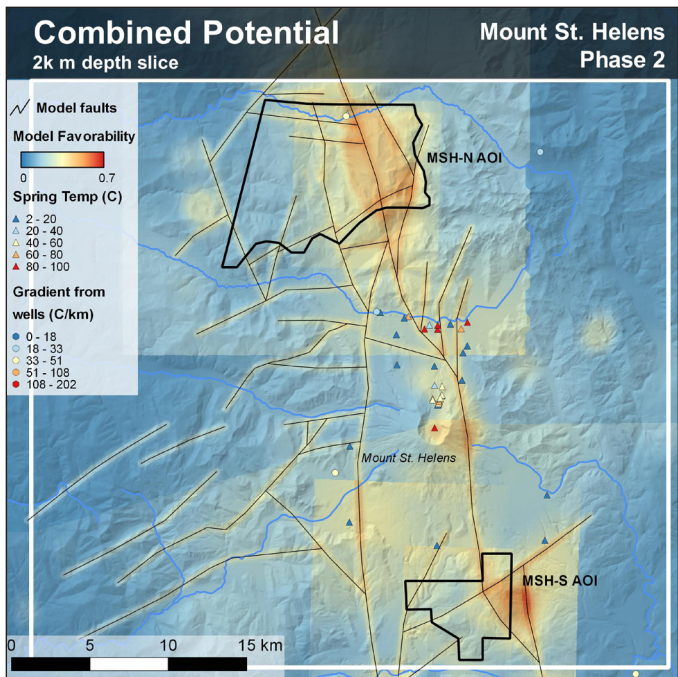 Combined Potential
2k m depth slice
Mount St. Helens
Phase 2
Model faults
Model Favorability
0 0.7
Spring Temp (C)
2 - 20
20 - 40
40 - 60
60 - 80
80 - 100
Gradient from
wells (C/km)
0 - 18
18 - 33
33 - 51
51 - 108
108 - 202
MSH-N AOI
Mount St. Helens
MSH-S AOI
0 5 10 15 km